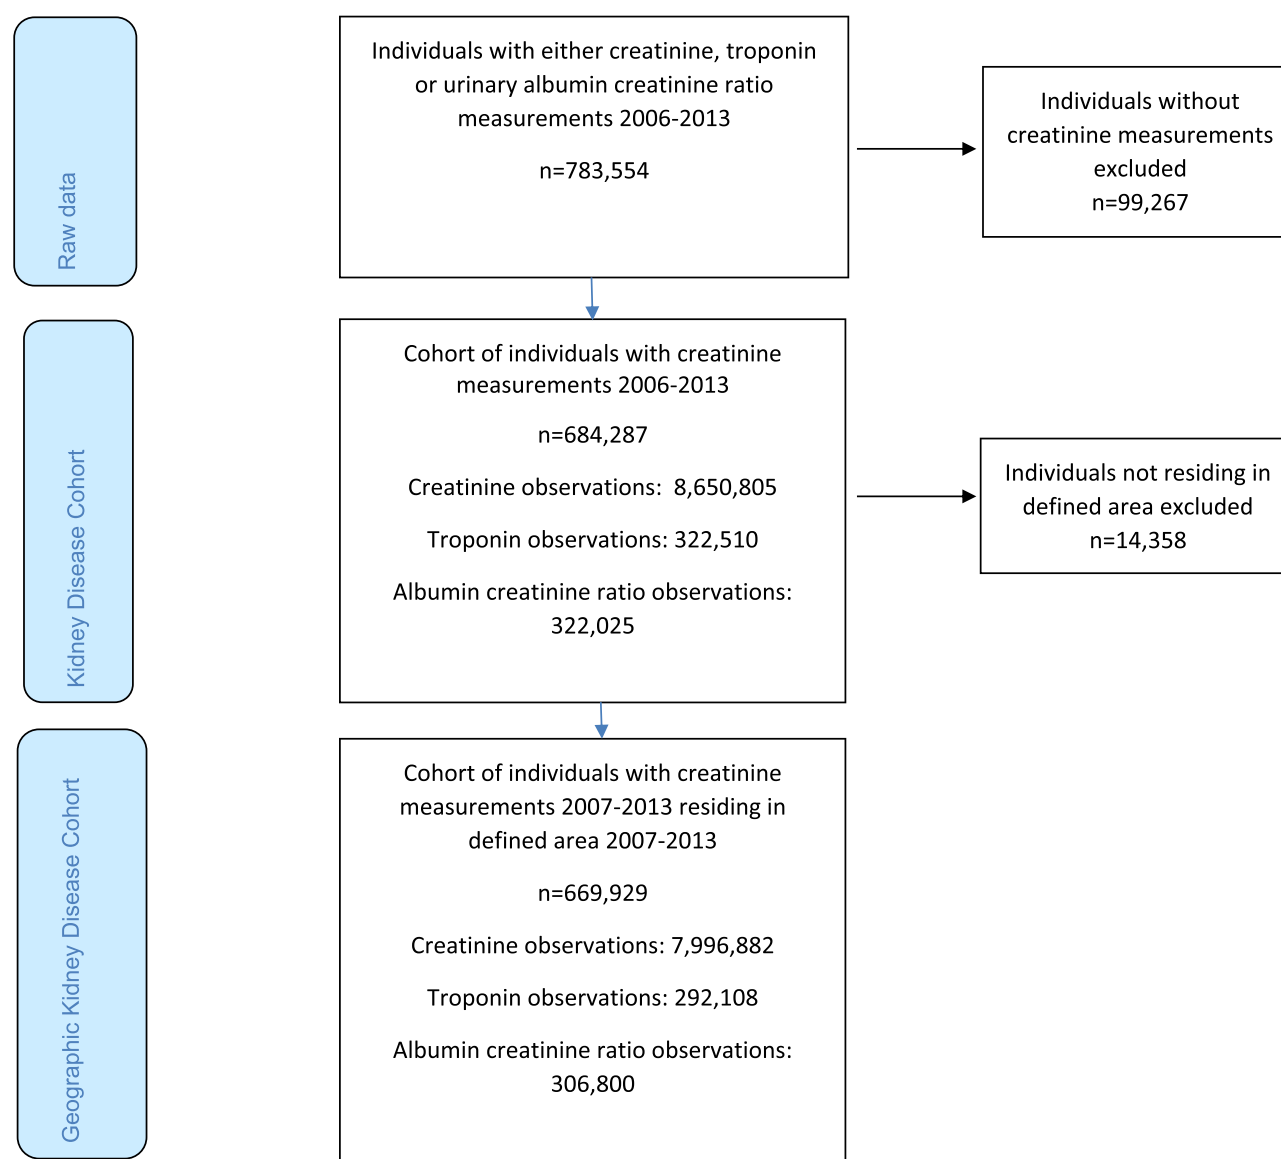 Raw data
Individuals with either creatinine, troponin
or urinary albumin creatinine ratio
measurements 2006-2013
n=783,554
Individuals without
creatinine measurements
excluded
n=99,267
Kidney Disease Cohort
Cohort of individuals with creatinine
measurements 2006-2013
n=684,287
Creatinine observations:  8,650,805
Troponin observations: 322,510
Albumin creatinine ratio observations:
322,025
Individuals not residing in
defined area excluded
n=14,358
Geographic Kidney Disease Cohort
Cohort of individuals with creatinine
measurements 2007-2013 residing in
defined area 2007-2013
n=669,929
Creatinine observations: 7,996,882
Troponin observations: 292,108
Albumin creatinine ratio observations:
306,800